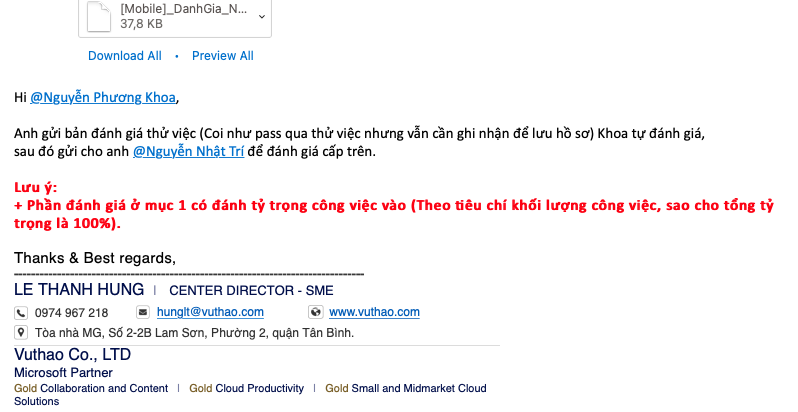 [Mobile]_DanhGia_N...
37,8 KB
Download All • Preview All
Hi @Nguyễn Phương Khoa,
Anh gửi bản đánh giá thử việc (Coi như pass qua thử việc nhưng vẫn cần ghi nhận để lưu hồ sơ) Khoa tự đánh giá,
sau đó gửi cho anh @Nguyễn Nhật Trí để đánh giá cấp trên.
Lưu ý:
+ Phần đánh giá ở mục 1 có đánh tỷ trọng công việc vào (Theo tiêu chí khối lượng công việc, sao cho tổng tỷ
trọng là 100%).
Thanks & Best regards,
LE THANH HUNG | CENTER DIRECTOR - SME
0974 967 218 hunglt@vuthao.com www.vuthao.com
Tòa nhà MG, Số 2-2B Lam Sơn, Phường 2, quận Tân Bình.
Vuthao Co., LTD
Microsoft Partner
Gold Collaboration and Content | Gold Cloud Productivity | Gold Small and Midmarket Cloud
Solutions